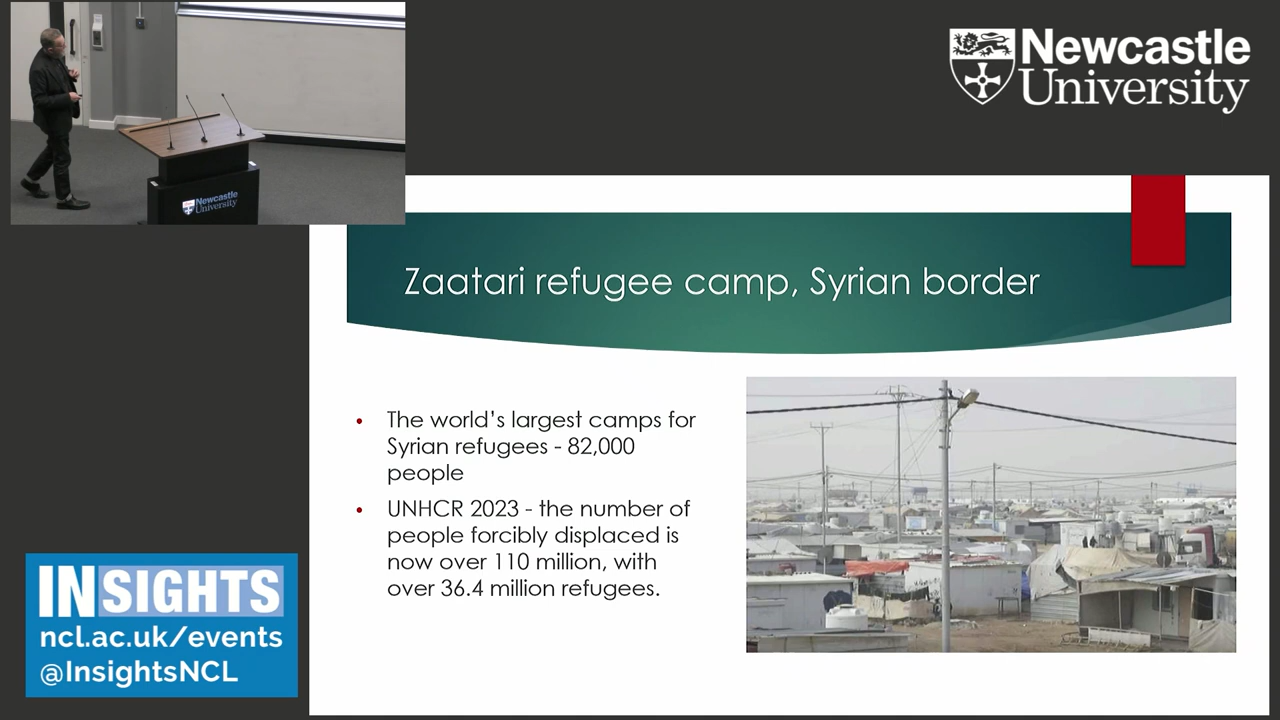 Newcastle
University
Newcastle
University
Zaatari refugee camp, Syrian border
• The world’s largest camps for
Syrian refugees - 82,000
people
• UNHCR 2023 - the number of
people forcibly displaced is
now over 110 million, with
over 36.4 million refugees.
INSIGHTS
ncl.ac.uk/events
@InsightsNCL